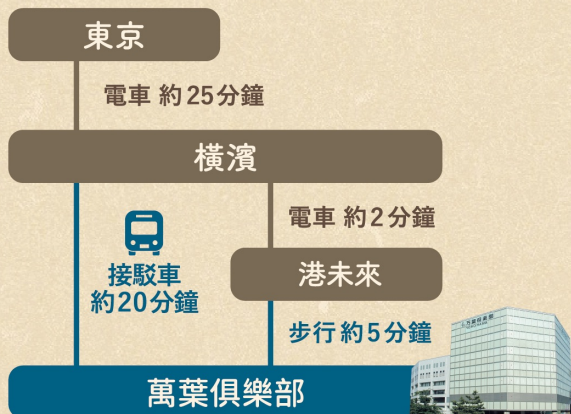 東京
電車 約25分鐘
橫濱
電車 約2分鐘
接駁車
約20分鐘
港未來
步行 約5分鐘
萬葉俱樂部